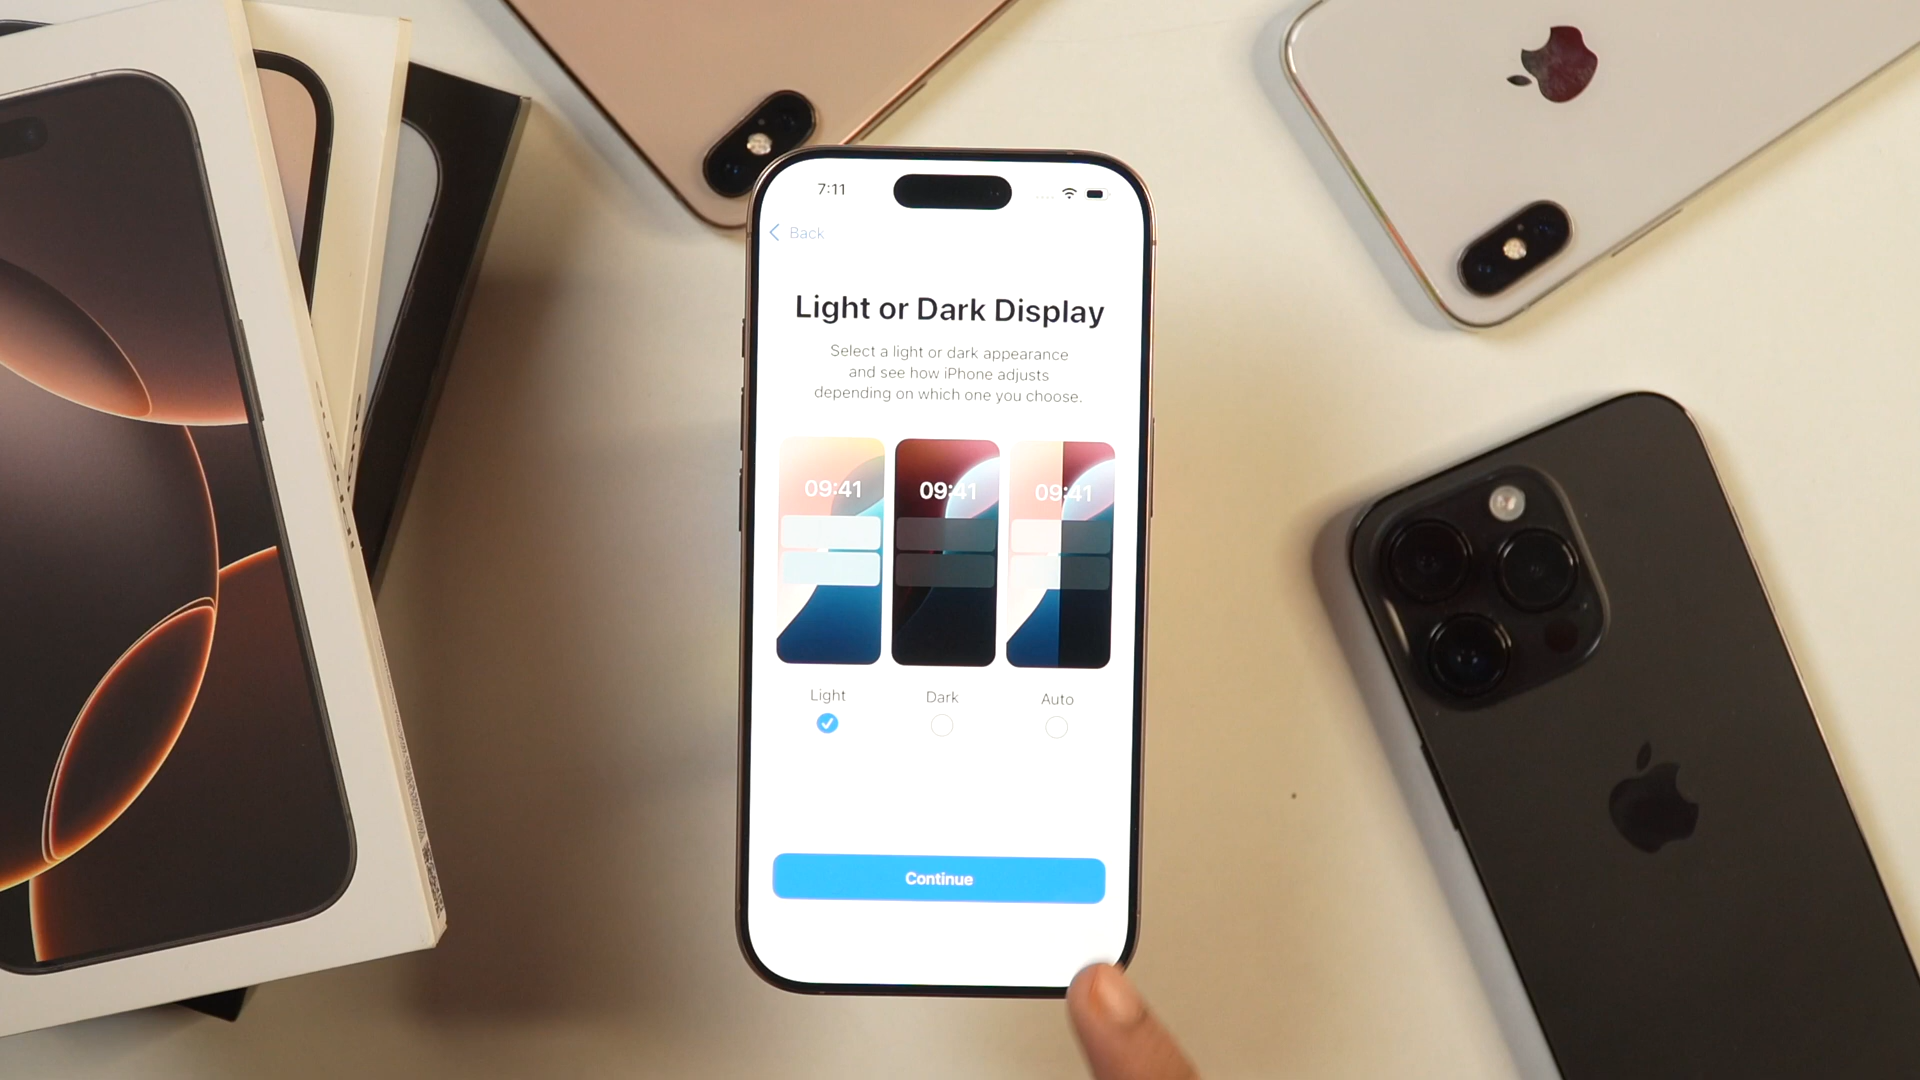 7:11
Back
Light or Dark Display
Select a light or dark appearance
and see how iPhone adjusts
depending on which one you choose.
09:41
09:41
09:41
Light
Dark
Auto
Continue